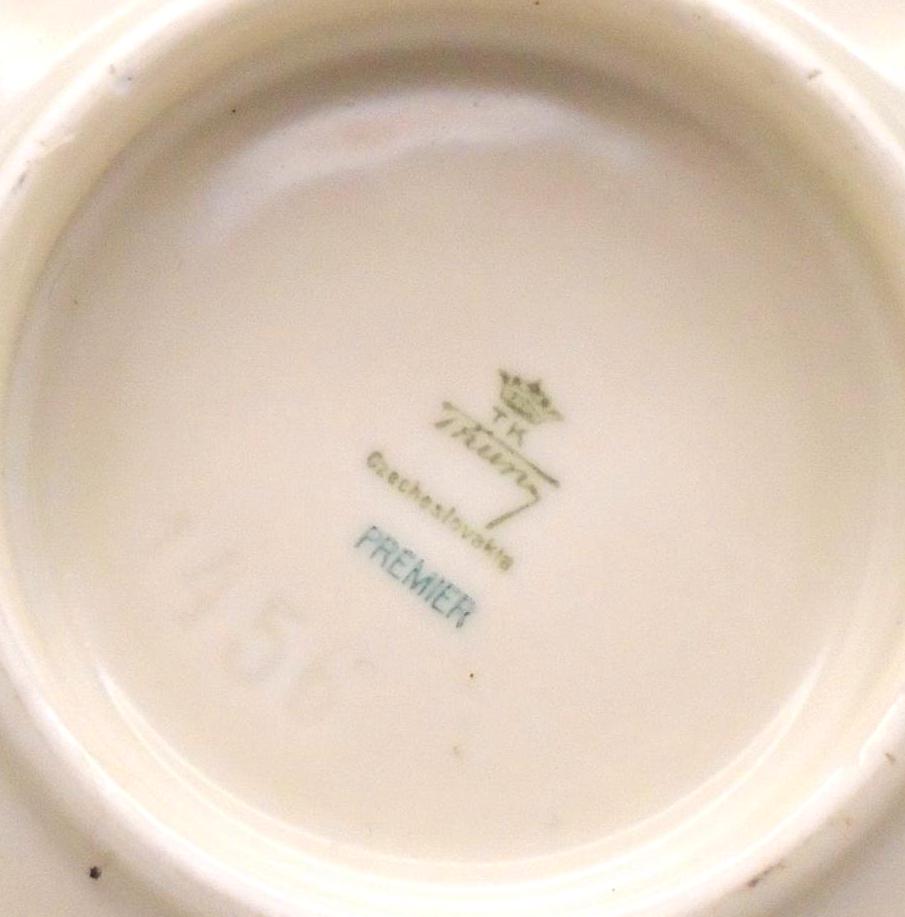 TK
Thun
Czechoslovakia
PREMIER